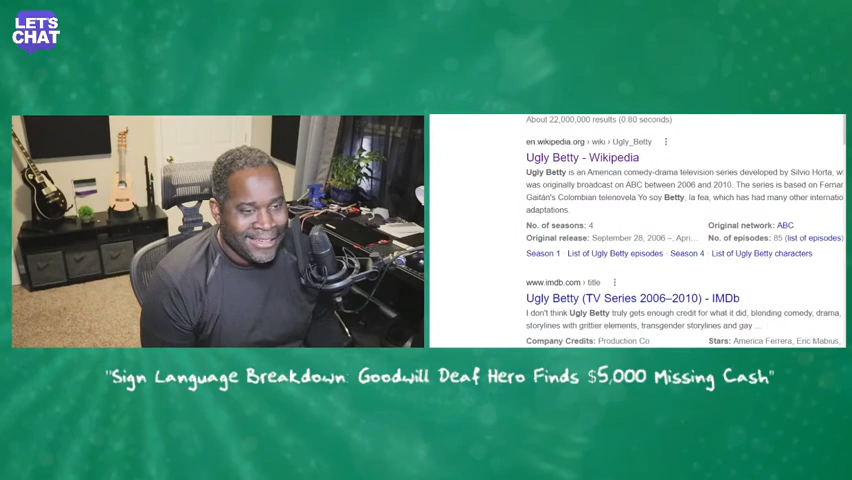 LET'S
CHAT
About 22,000,000 results (0.80 seconds)
en.wikipedia.org › wiki › Ugly_Betty
Ugly Betty - Wikipedia
Ugly Betty is an American comedy-drama television series developed by Silvio Horta, w
was originally broadcast on ABC between 2006 and 2010. The series is based on Fernar
Gaitán's Colombian telenovela Yo soy Betty, la fea, which has had many other internatio
adaptations.
No. of seasons: 4 Original network: ABC
Original release: September 28, 2006 –; Apri... No. of episodes: 85 (list of episodes)
Season 1 · List of Ugly Betty episodes · Season 4 · List of Ugly Betty characters
www.imdb.com › title
Ugly Betty (TV Series 2006–2010) - IMDb
I don't think Ugly Betty truly gets enough credit for what it did, blending comedy, drama,
storylines with grittier elements, transgender storylines and gay ...
Company Credits: Production Co Stars: America Ferrera, Eric Mabius,
"Sign Language Breakdown: Goodwill Deaf Hero Finds $5,000 Missing Cash"